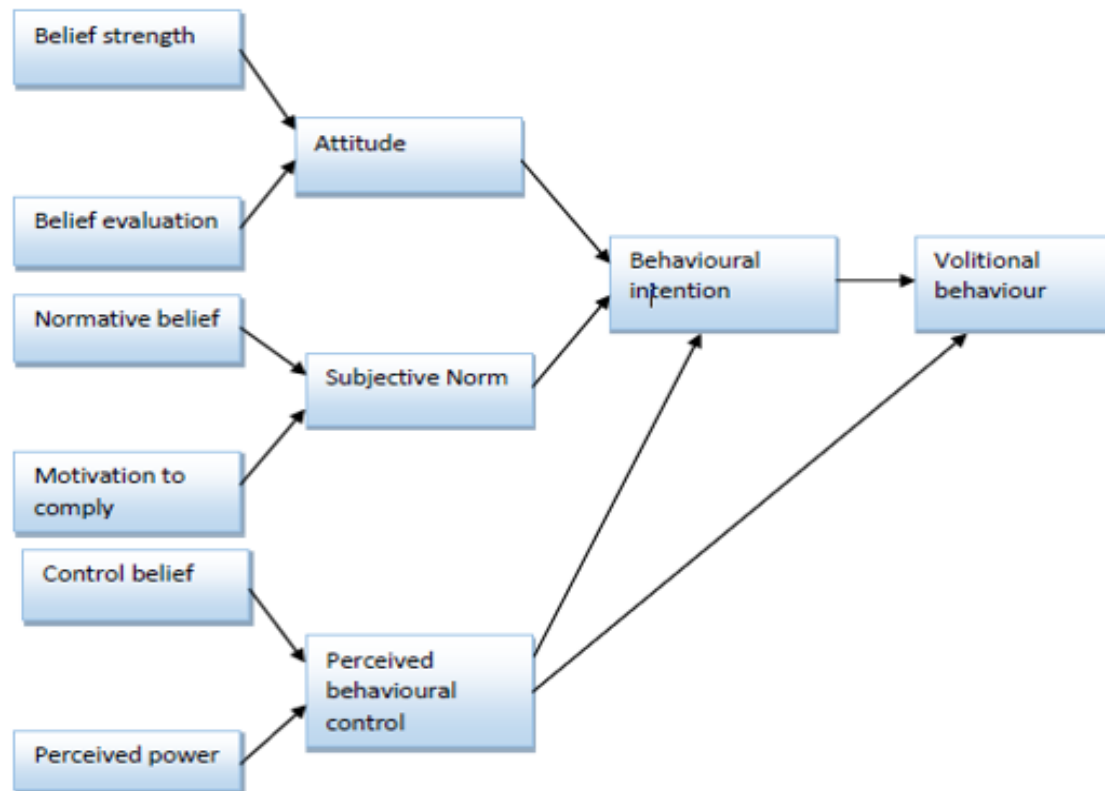 Belief strength
Attitude
Belief evaluation
Behavioural
intention
Volitional
behaviour
Normative belief
Subjective Norm
Motivation to
comply
Control belief
Perceived
behavioural
control
Perceived power